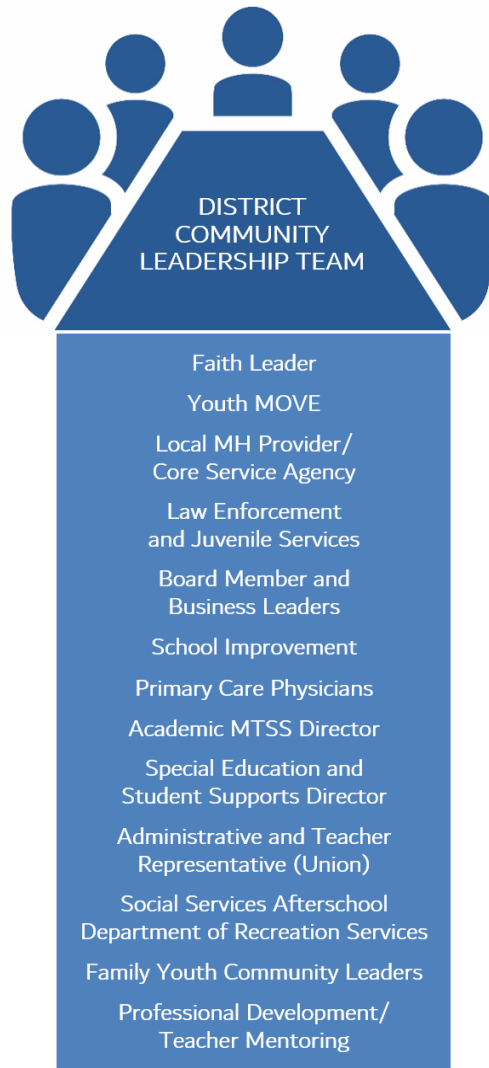 DISTRICT
COMMUNITY
LEADERSHIP TEAM
Faith Leader
Youth MOVE
Local MH Provider/
Core Service Agency
Law Enforcement
and Juvenile Services
Board Member and
Business Leaders
School Improvement
Primary Care Physicians
Academic MTSS Director
Special Education and
Student Supports Director
Administrative and Teacher
Representative (Union)
Social Services Afterschool
Department of Recreation Services
Family Youth Community Leaders
Professional Development/
Teacher Mentoring